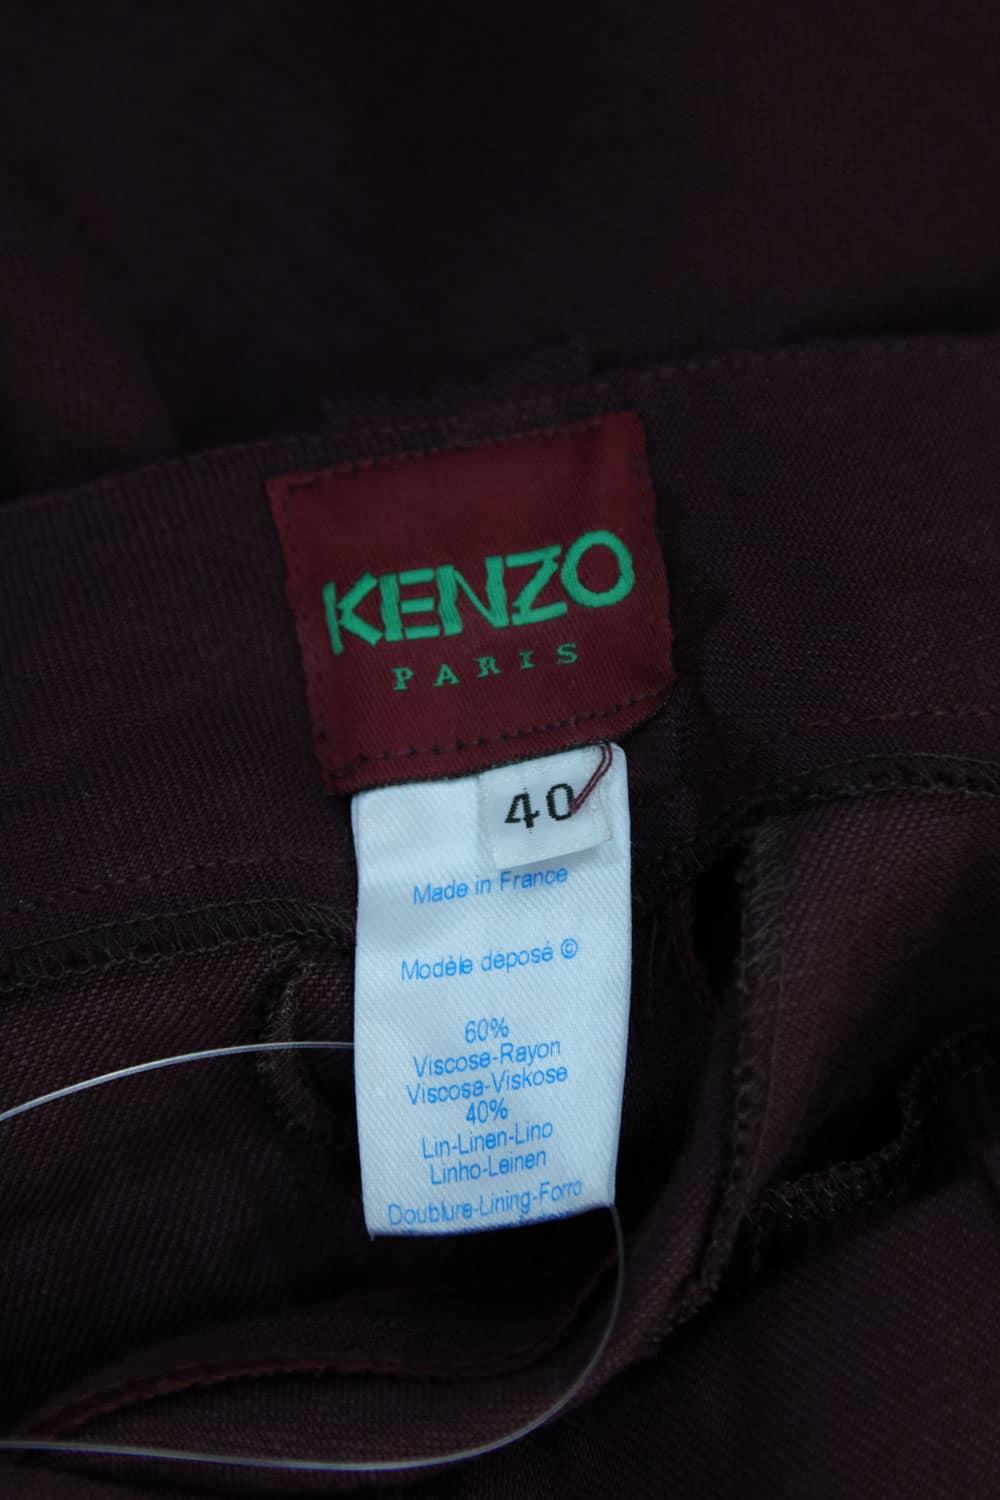 KENZO
PARIS
40
Made in France
Modèle déposé ©
60%
Viscose-Rayon
Viscosa-Viskose
40%
Lin-Linen-Lino
Linho-Leinen
Doublure-Lining-Forro